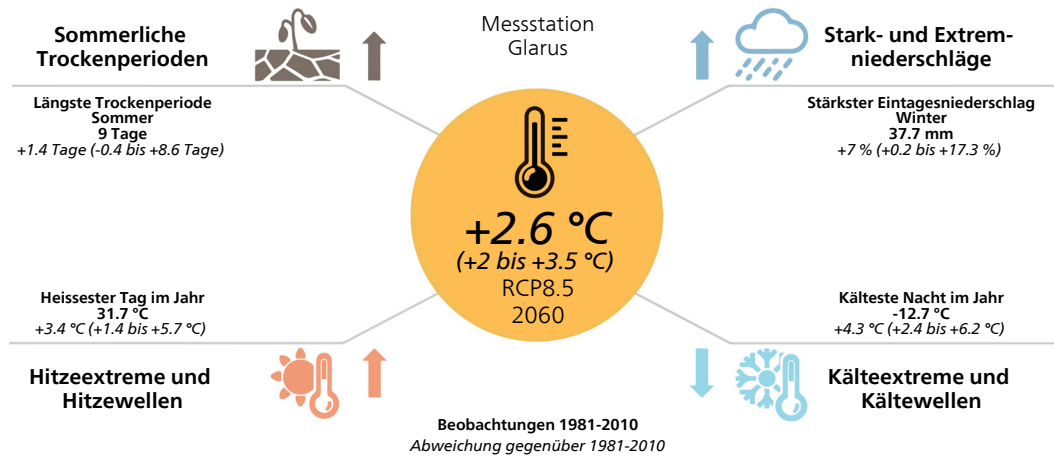 Messstation
Glarus
Sommerliche
Trockenperioden
Längste Trockenperiode
Sommer
9 Tage
+1.4 Tage (-0.4 bis +8.6 Tage)
Stark- und Extrem-
niederschläge
Stärkster Eintagesniederschlag
Winter
37.7 mm
+7 % (+0.2 bis +17.3 %)
+2.6 °C
(+2 bis +3.5 °C)
RCP8.5
2060
Heissester Tag im Jahr
31.7 °C
+3.4 °C (+1.4 bis +5.7 °C)
Hitzeextreme und
Hitzewellen
Kälteste Nacht im Jahr
-12.7 °C
+4.3 °C (+2.4 bis +6.2 °C)
Kälteextreme und
Kältewellen
Beobachtungen 1981-2010
Abweichung gegenüber 1981-2010